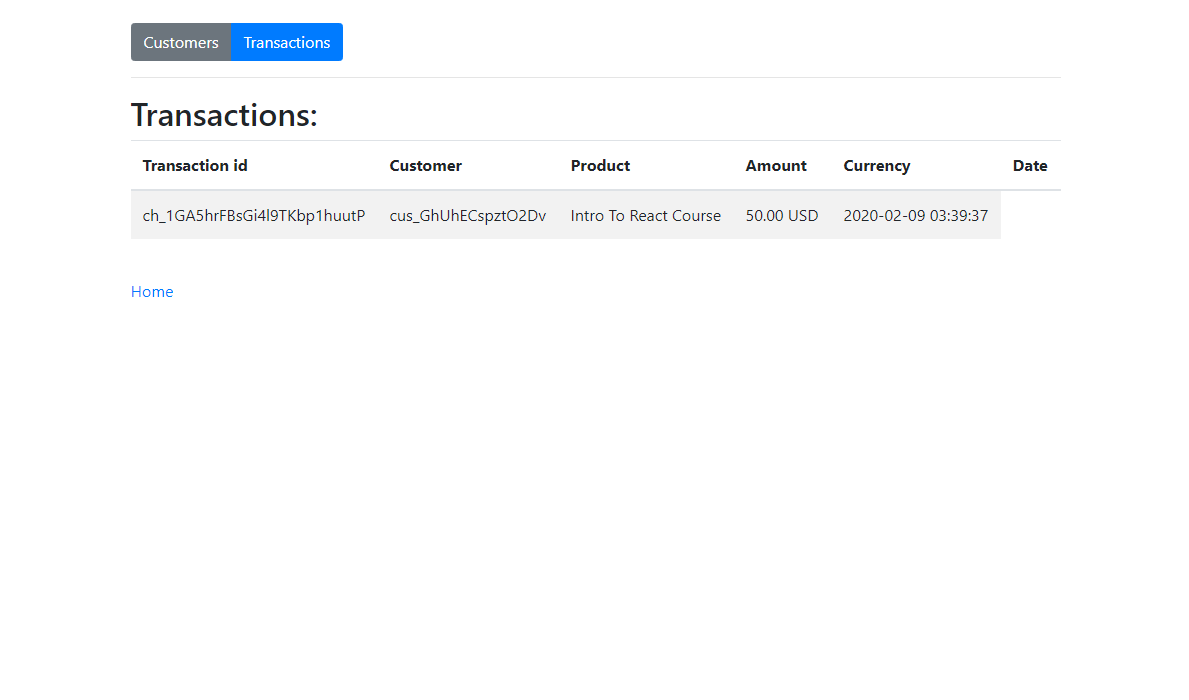 Customers Transactions
Transactions:
Transaction id Customer Product Amount Currency Date
ch_1GA5hrFBsGi4l9TKbp1huutP cus_GhUhECspztO2Dv Intro To React Course 50.00 USD 2020-02-09 03:39:37
Home